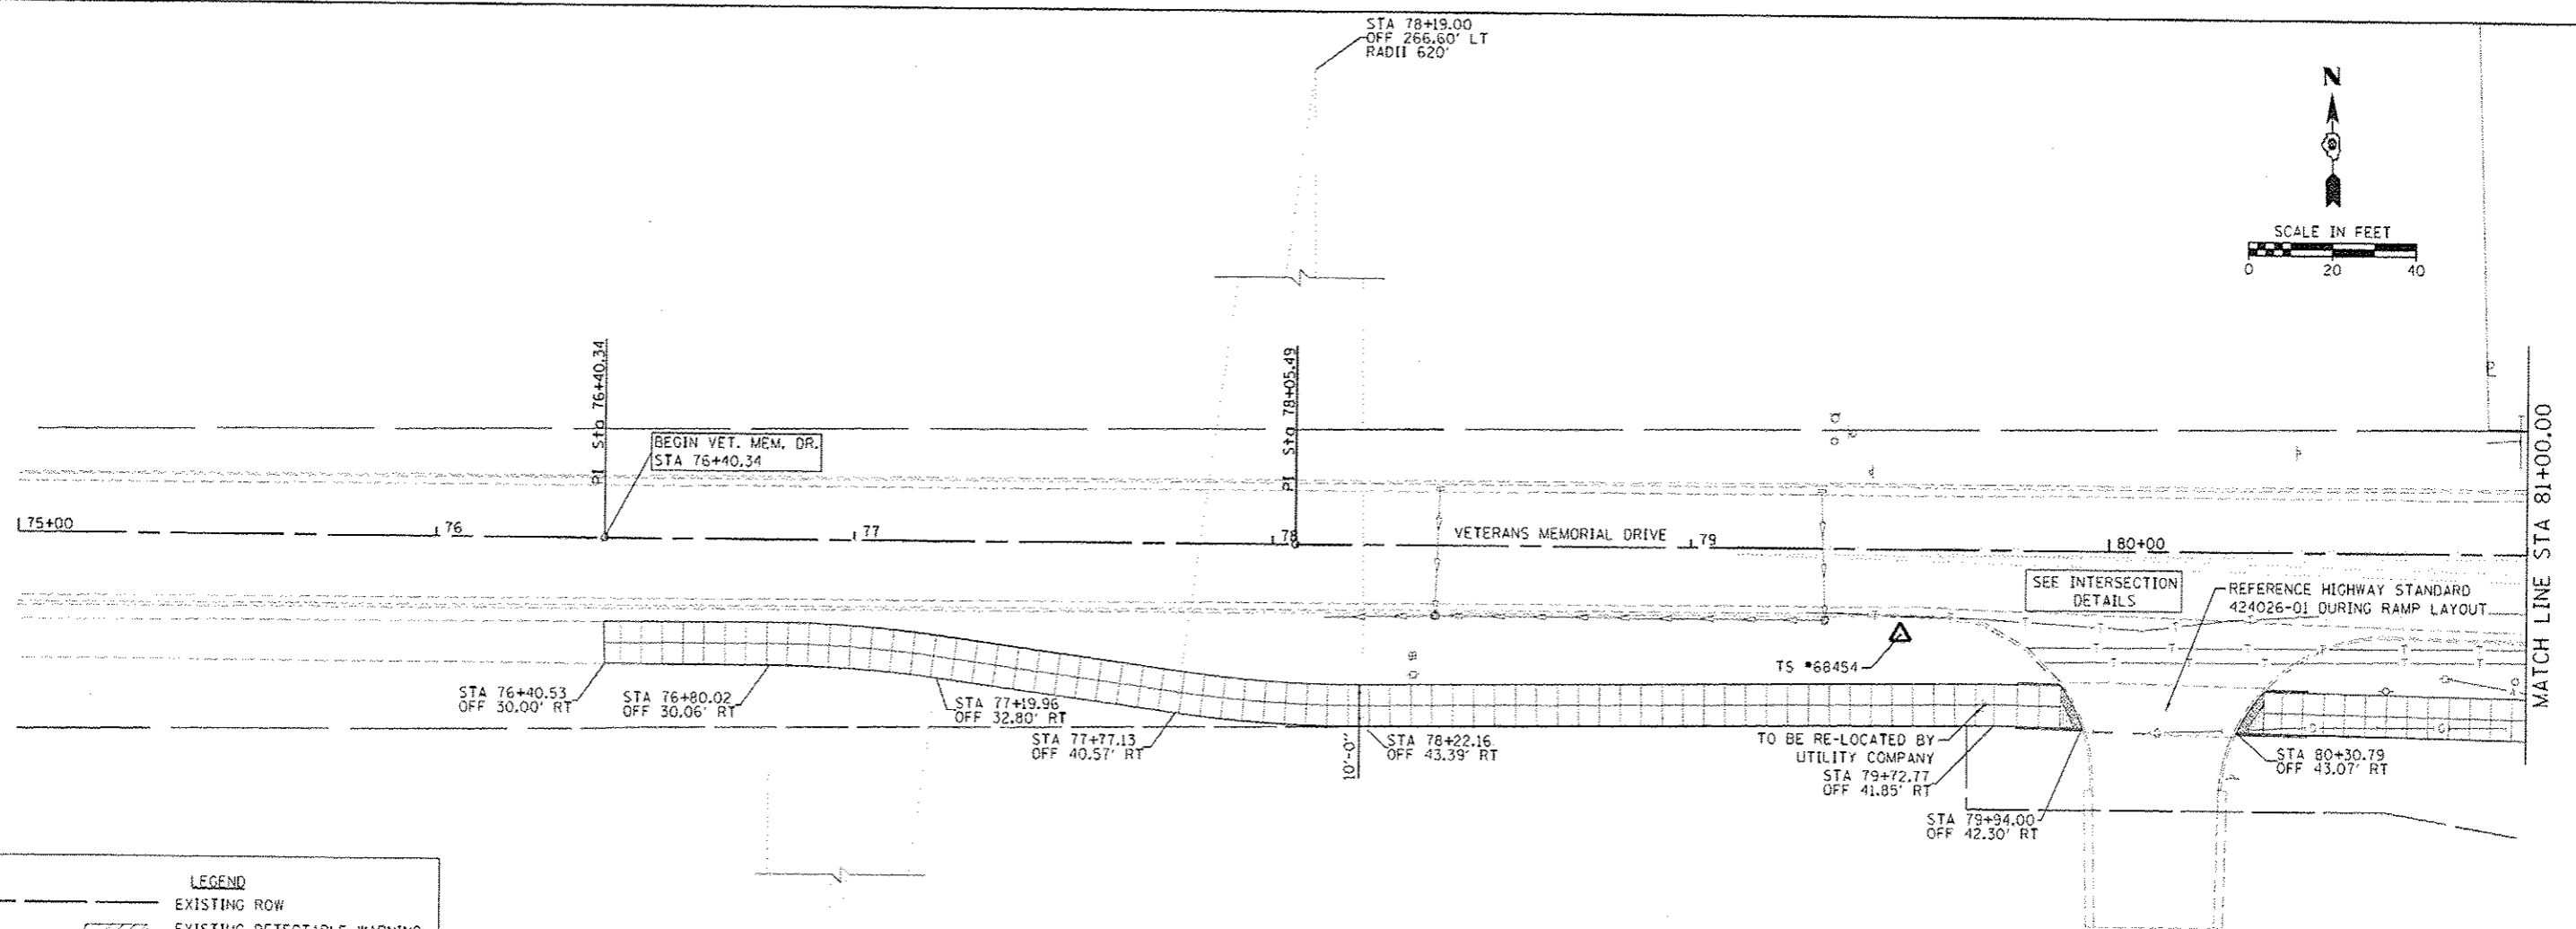 STA 78+19.00
OFF 266.60' LT
RADII 620'
N
SCALE IN FEET
0 20 40
PI Sta 76+40.34
BEGIN VET. MEM. DR.
STA 76+40.34
PI Sta 78+05.49
75+00
76
77
78
VETERANS MEMORIAL DRIVE
79
80+00
MATCH LINE STA 81+00.00
SEE INTERSECTION
DETAILS
REFERENCE HIGHWAY STANDARD
424026-01 DURING RAMP LAYOUT
TS #68454
STA 76+40.53
OFF 30.00' RT
STA 76+80.02
OFF 30.06' RT
STA 77+19.96
OFF 32.80' RT
STA 77+77.13
OFF 40.57' RT
10'-0"
STA 78+22.16
OFF 43.39' RT
TO BE RE-LOCATED BY
UTILITY COMPANY
STA 79+72.77
OFF 41.85' RT
STA 79+94.00
OFF 42.30' RT
STA 80+30.79
OFF 43.07' RT
LEGEND
EXISTING ROW
EXISTING DETECTABLE WARNING